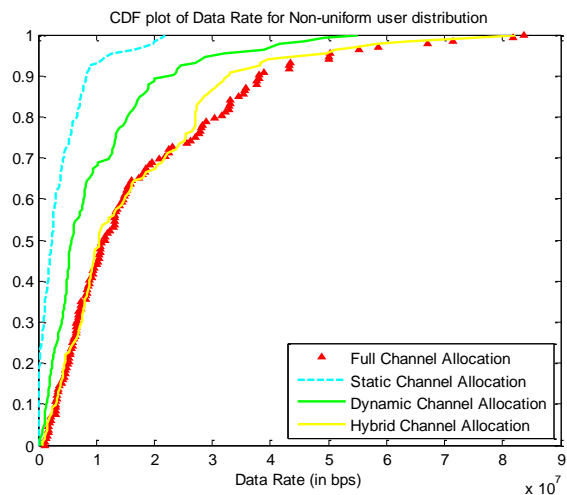 CDF plot of Data Rate for Non-uniform user distribution
1
0.9
0.8
0.7
0.6
0.5
0.4
0.3
0.2
0.1
0
0 1 2 3 4 5 6 7 8 9
x 10^7
Data Rate (in bps)
Full Channel Allocation
Static Channel Allocation
Dynamic Channel Allocation
Hybrid Channel Allocation